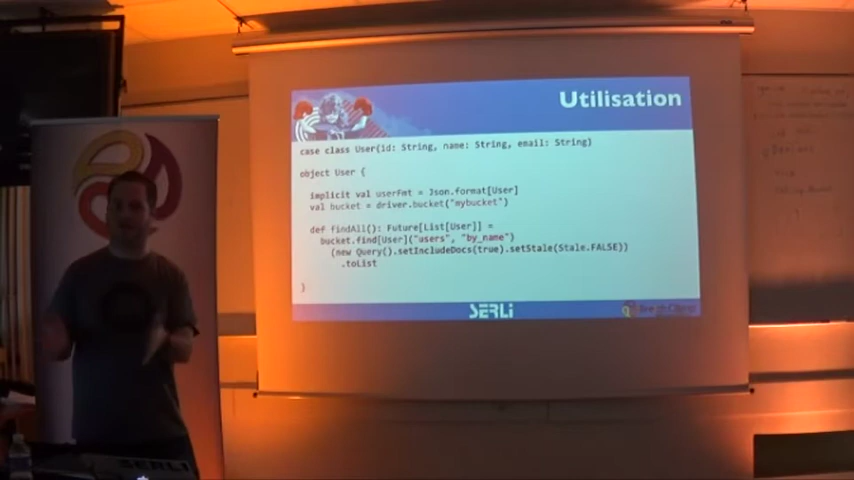 Utilisation
case class User(id: String, name: String, email: String)
object User {
implicit val userFmt = Json.format[User]
val bucket = driver.bucket("mybucket")
def findAll(): Future[List[User]] =
bucket.find[User]("users", "by_name")
(new Query().setIncludeDocs(true).setStale(Stale.FALSE))
.toList
}
SERLI
SERLI